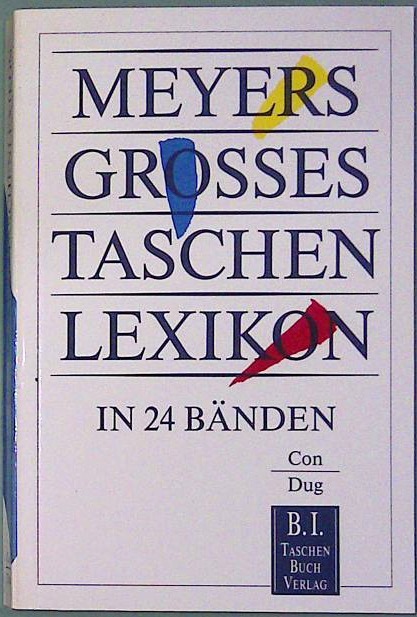 MEYERS
GROSSES
TASCHEN
LEXIKON
IN 24 BÄNDEN
Con
Dug
B.I.
TASCHEN
BUCH
VERLAG